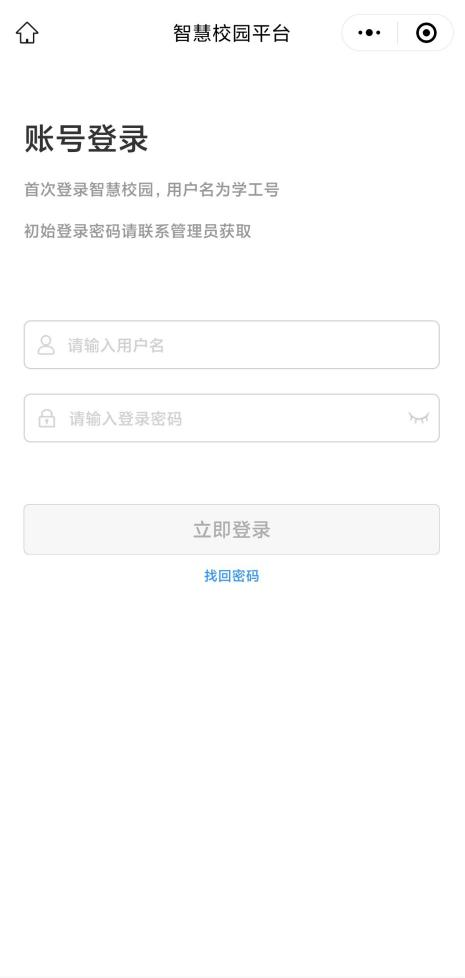 智慧校园平台
账号登录
首次登录智慧校园，用户名为学工号
初始登录密码请联系管理员获取
请输入用户名
请输入登录密码
立即登录
找回密码